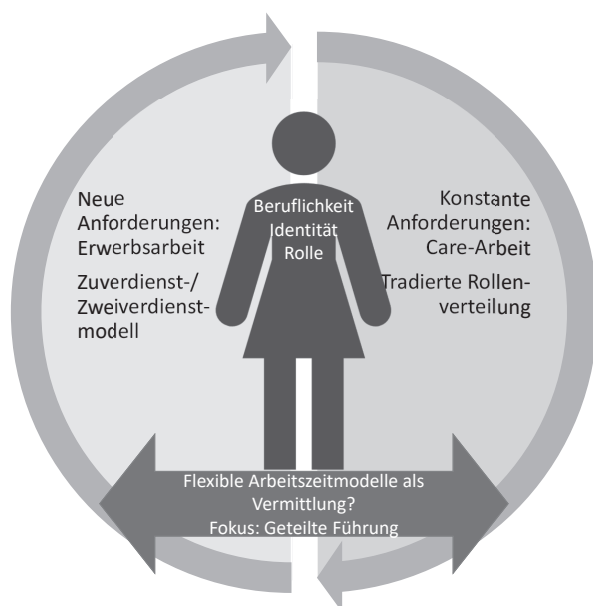 Neue
Anforderungen:
Erwerbsarbeit
Zuverdienst-/
Zweiverdienst-
modell
Beruflichkeit
Identität
Rolle
Konstante
Anforderungen:
Care-Arbeit
Tradierte Rollen-
verteilung
Flexible Arbeitszeitmodelle als
Vermittlung?
Fokus: Geteilte Führung